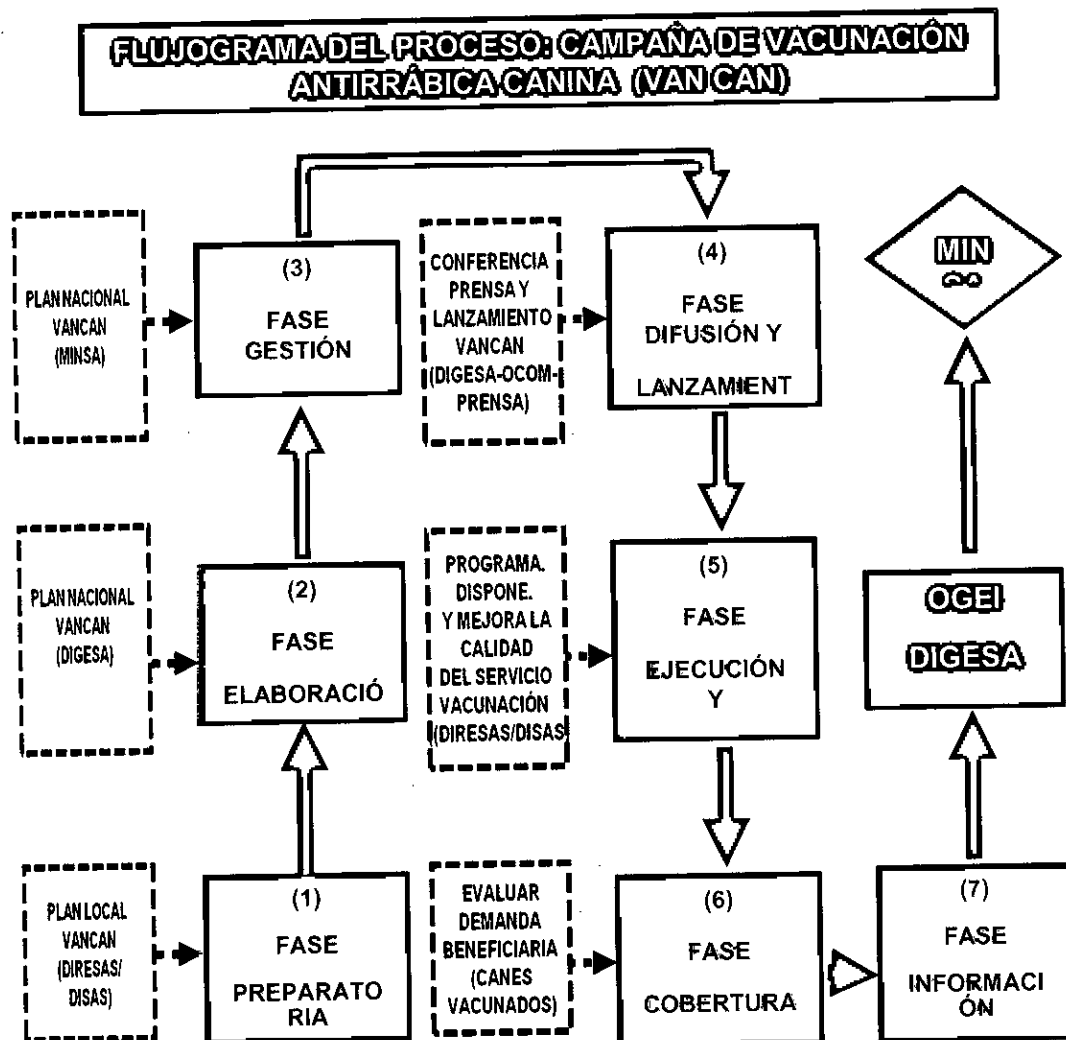 FLUJOGRAMA DEL PROCESO: CAMPAÑA DE VACUNACIÓN
ANTIRRÁBICA CANINA (VAN CAN)
PLAN NACIONAL
VANCAN
(MINSA)
(3)
FASE
GESTIÓN
CONFERENCIA
PRENSA Y
LANZAMIENTO
VANCAN
(DIGESA-OCOM-
PRENSA)
(4)
FASE
DIFUSIÓN Y
LANZAMIENT
MIN
PLAN NACIONAL
VANCAN
(DIGESA)
(2)
FASE
ELABORACIÓ
PROGRAMA.
DISPONE.
Y MEJORA LA
CALIDAD
DEL SERVICIO
VACUNACIÓN
(DIRESAS/DISAS
(5)
FASE
EJECUCIÓN
Y
OGEI
DIGESA
PLAN LOCAL
VANCAN
(DIRESAS/
DISAS)
(1)
FASE
PREPARATO
RIA
EVALUAR
DEMANDA
BENEFICIARIA
(CANES
VACUNADOS)
(6)
FASE
COBERTURA
(7)
FASE
INFORMACI
ÓN